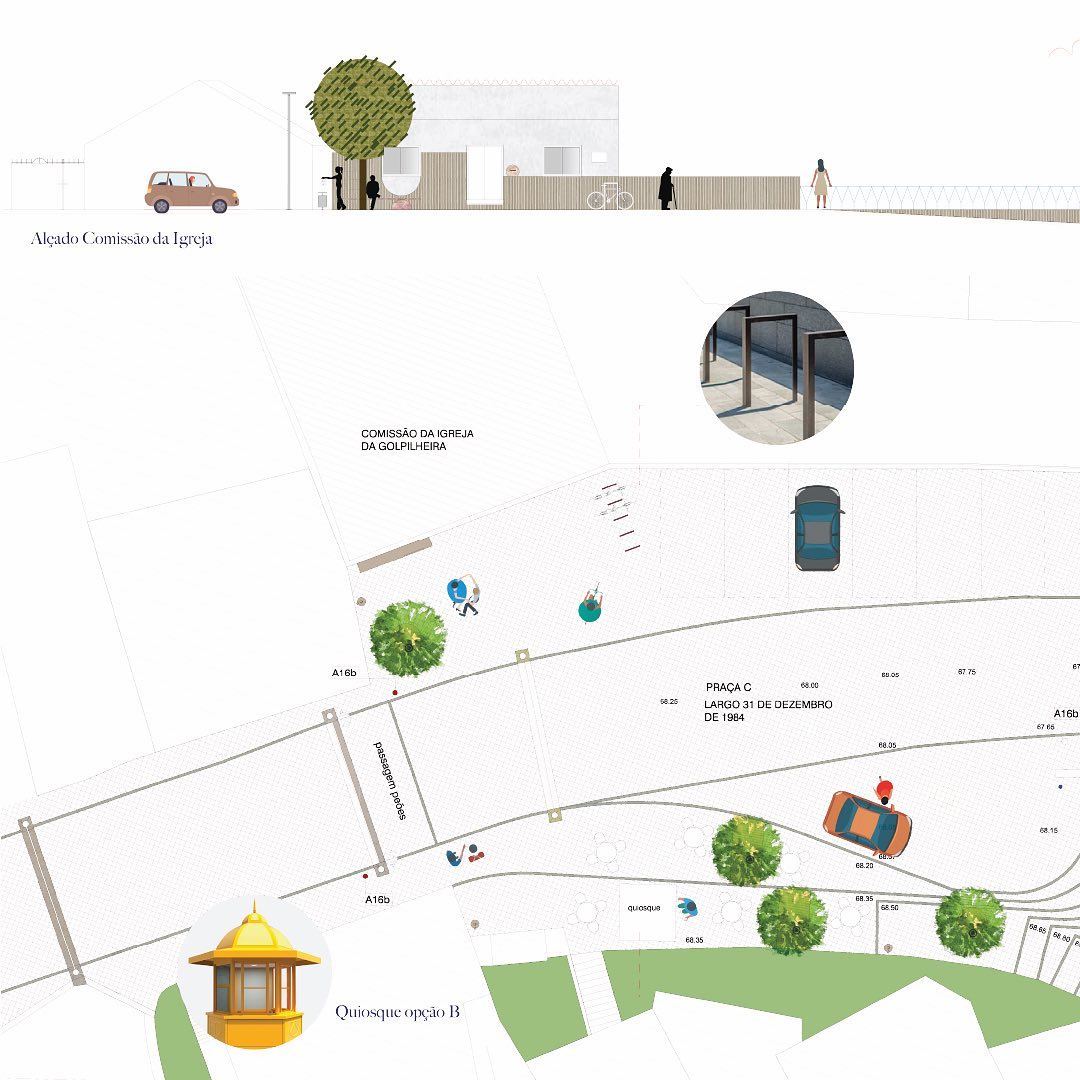 Alçado Comissão da Igreja
COMISSÃO DA IGREJA
DA GOLPILHEIRA
A16b
PRAÇA C
LARGO 31 DE DEZEMBRO
DE 1984
68.25
68.00
68.05
67.75
A16b
67.65
68.05
passagem peões
68.15
68.20
A16b
quiosque
68.35
68.35
68.50
68.65
68.80
Quiosque opção B